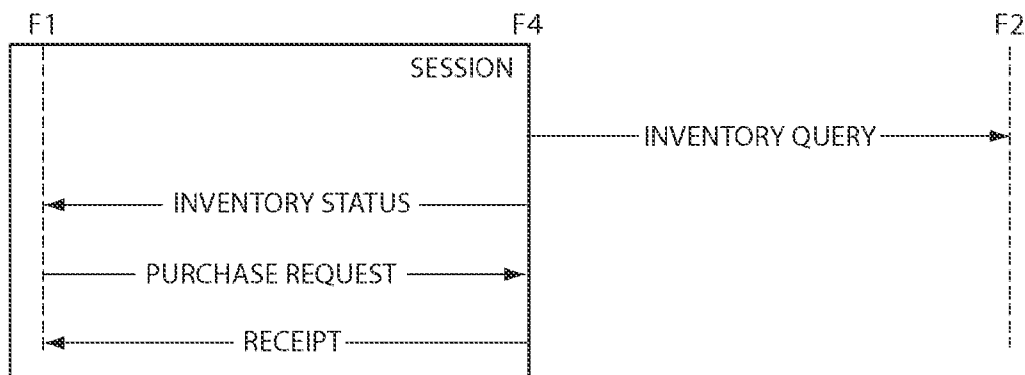 F1 F4 F2
SESSION
INVENTORY QUERY
INVENTORY STATUS
PURCHASE REQUEST
RECEIPT